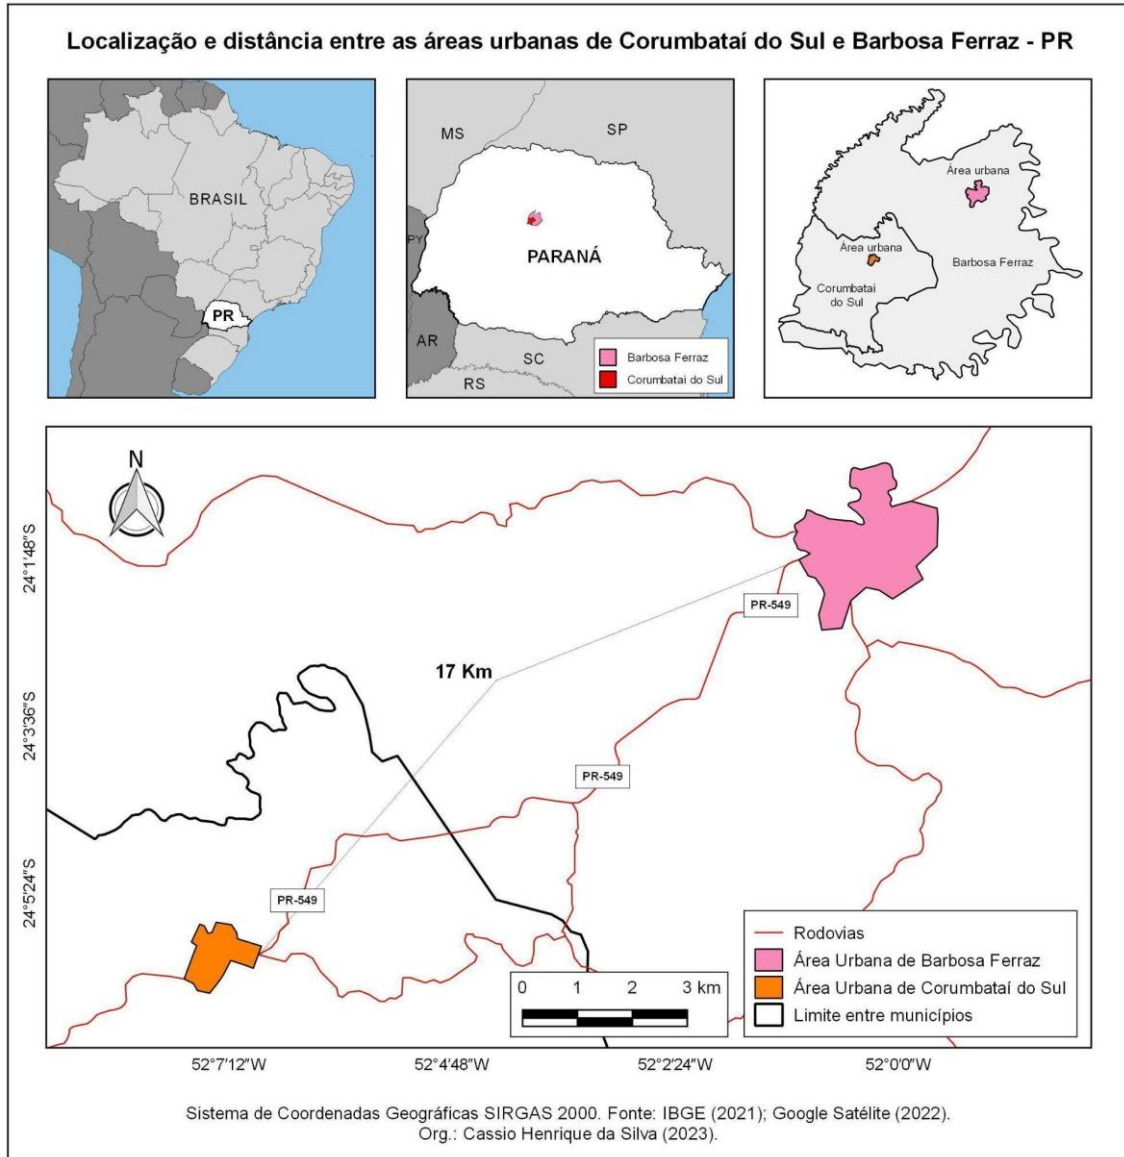 Localização e distância entre as áreas urbanas de Corumbataí do Sul e Barbosa Ferraz - PR
BRASIL
PR
MS
SP
PY
PARANÁ
AR
SC
RS
Barbosa Ferraz
Corumbatai do Sul
Área urbana
Área urbana
Barbosa Ferraz
Corumbatai
do Sul
N
24°1'48"S
24°3'36"S
24°5'24"S
PR-549
17 Km
PR-549
PR-549
0 1 2 3 km
Rodovias
Área Urbana de Barbosa Ferraz
Área Urbana de Corumbataí do Sul
Limite entre municípios
52°7'12"W
52°4'48"W
52°2'24"W
52°0'00"W
Sistema de Coordenadas Geográficas SIRGAS 2000. Fonte: IBGE (2021); Google Satélite (2022).
Org.: Cassio Henrique da Silva (2023).